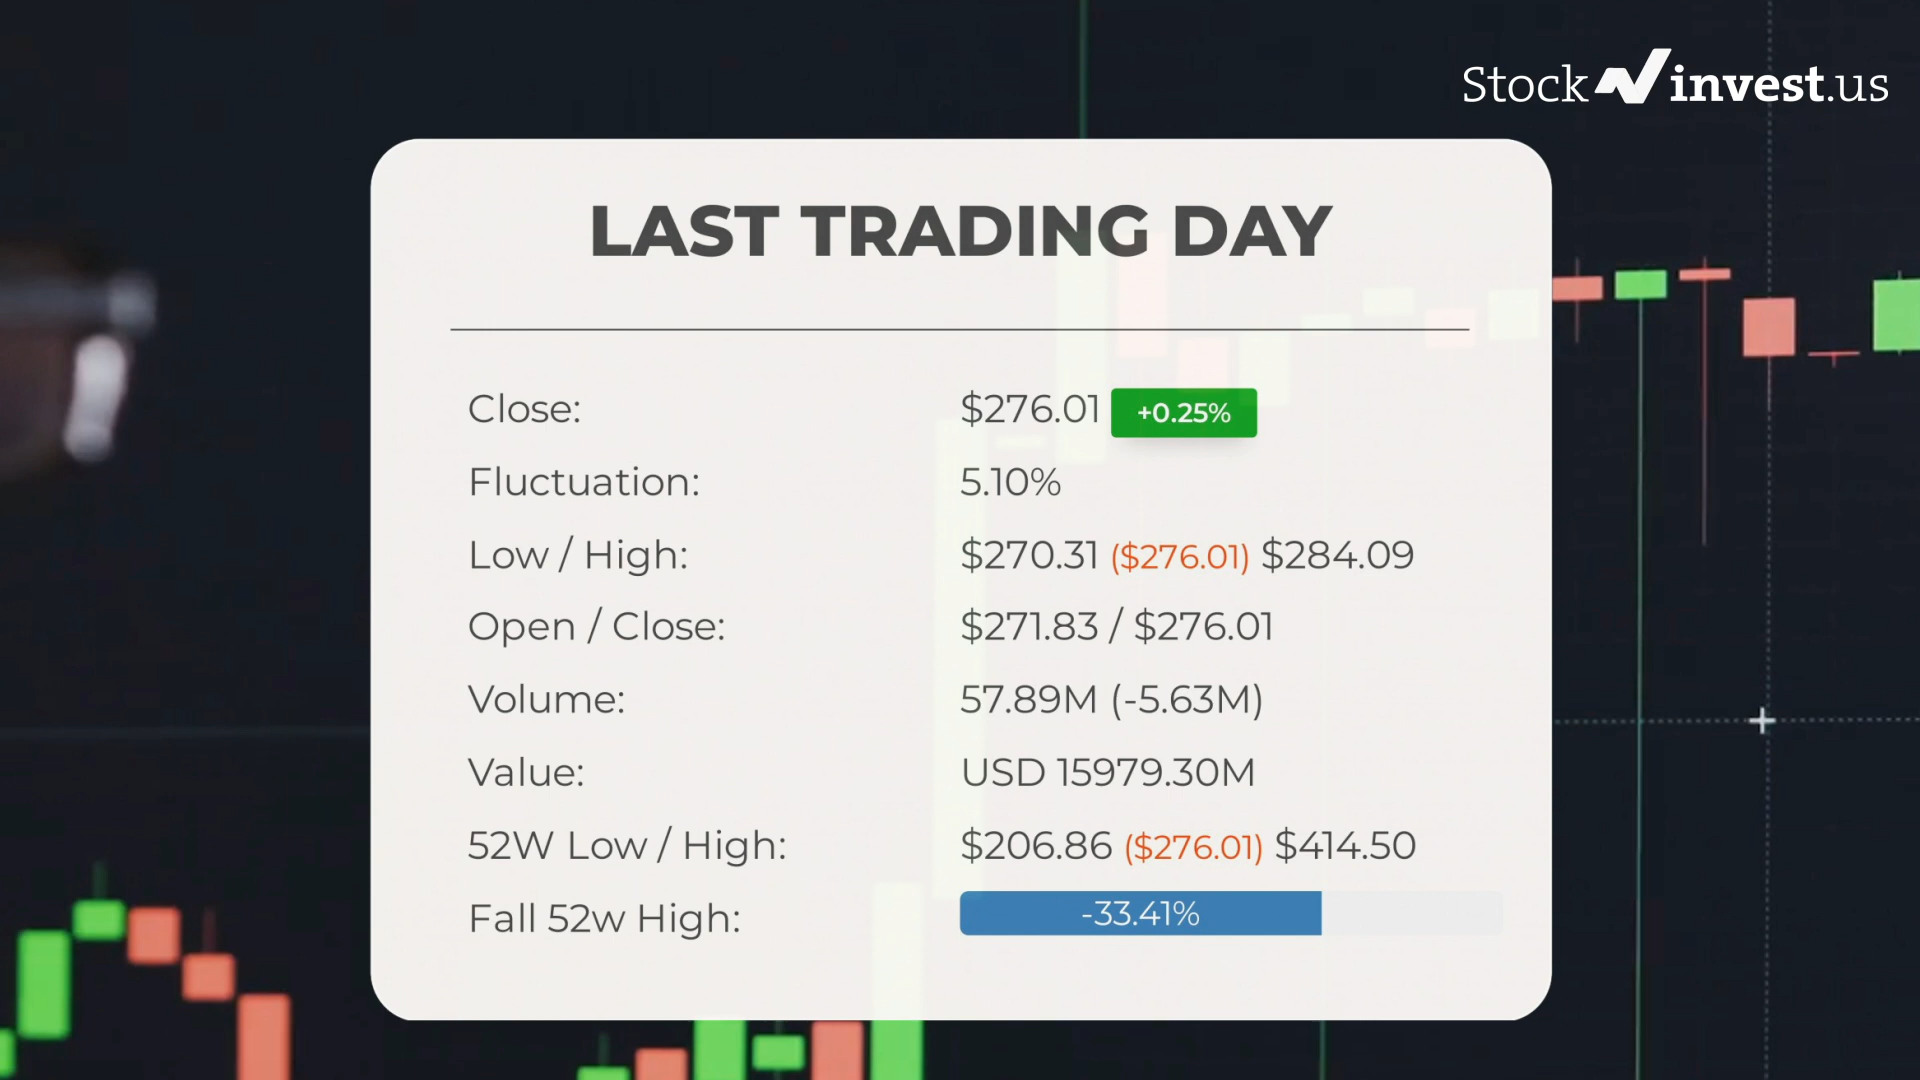 Stock invest.us
LAST TRADING DAY
Close: $276.01 +0.25%
Fluctuation: 5.10%
Low / High: $270.31 ($276.01) $284.09
Open / Close: $271.83 / $276.01
Volume: 57.89M (-5.63M)
Value: USD 15979.30M
52W Low / High: $206.86 ($276.01) $414.50
Fall 52w High: -33.41%